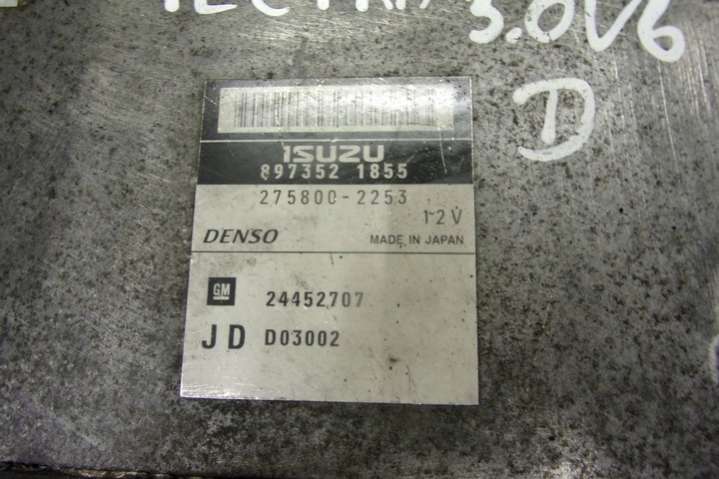 3.0V6
D
ISUZU
897352 1855
275800-2253
12V
DENSO
MADE IN JAPAN
GM
24452707
JD
D03002